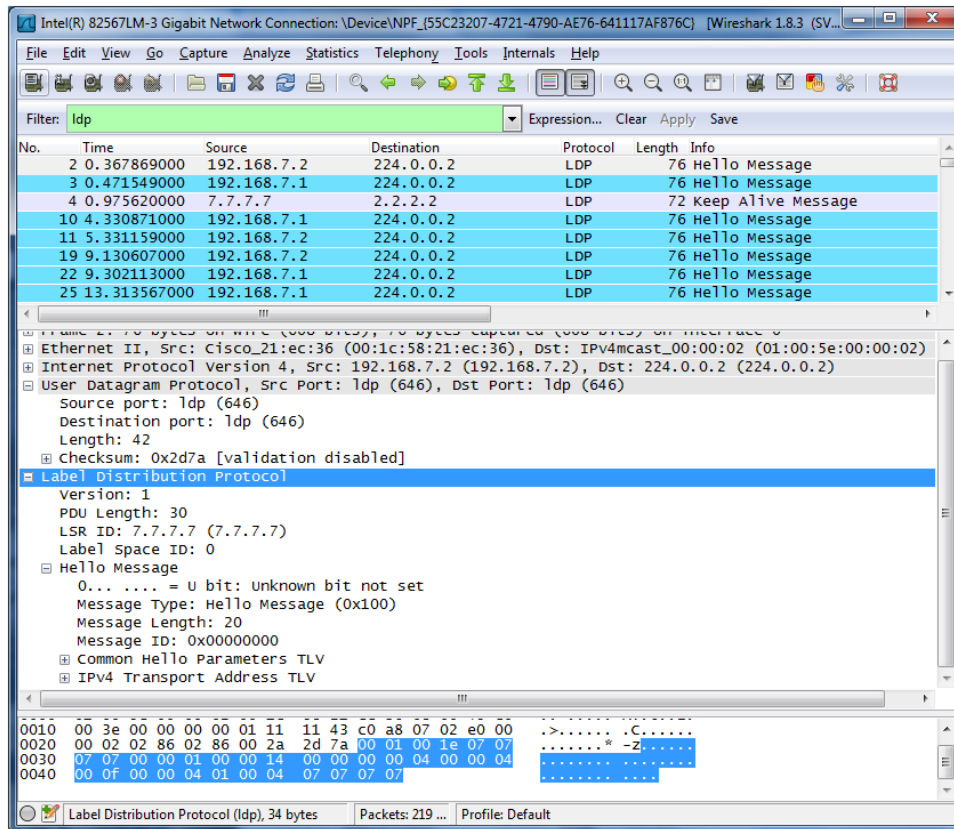 Intel(R) 82567LM-3 Gigabit Network Connection: \Device\NPF_{55C23207-4721-4790-AE76-641117AF876C} [Wireshark 1.8.3 (SV...
File Edit View Go Capture Analyze Statistics Telephony Tools Internals Help
Filter: ldp Expression... Clear Apply Save
No. Time Source Destination Protocol Length Info
2 0.367869000 192.168.7.2 224.0.0.2 LDP 76 Hello Message
3 0.471549000 192.168.7.1 224.0.0.2 LDP 76 Hello Message
4 0.975620000 7.7.7.7 2.2.2.2 LDP 72 Keep Alive Message
10 4.330871000 192.168.7.1 224.0.0.2 LDP 76 Hello Message
11 5.331159000 192.168.7.2 224.0.0.2 LDP 76 Hello Message
19 9.130607000 192.168.7.2 224.0.0.2 LDP 76 Hello Message
22 9.302113000 192.168.7.1 224.0.0.2 LDP 76 Hello Message
25 13.313567000 192.168.7.1 224.0.0.2 LDP 76 Hello Message
Frame 2: 76 bytes on wire (608 bits), 76 bytes captured (608 bits) on interface 0
Ethernet II, Src: Cisco_21:ec:36 (00:1c:58:21:ec:36), Dst: IPv4mcast_00:00:02 (01:00:5e:00:00:02)
Internet Protocol Version 4, Src: 192.168.7.2 (192.168.7.2), Dst: 224.0.0.2 (224.0.0.2)
User Datagram Protocol, Src Port: ldp (646), Dst Port: ldp (646)
Source port: ldp (646)
Destination port: ldp (646)
Length: 42
Checksum: 0x2d7a [validation disabled]
Label Distribution Protocol
Version: 1
PDU Length: 30
LSR ID: 7.7.7.7 (7.7.7.7)
Label Space ID: 0
Hello Message
0... .... = U bit: Unknown bit not set
Message Type: Hello Message (0x100)
Message Length: 20
Message ID: 0x00000000
Common Hello Parameters TLV
IPv4 Transport Address TLV
0010 00 3e 00 00 00 00 01 11 11 43 c0 a8 07 02 e0 00 .>...... .C......
0020 00 02 02 86 02 86 00 2a 2d 7a 00 01 00 1e 07 07 .......* -z......
0030 07 07 00 00 01 00 00 14 00 00 00 00 04 00 00 04 ........ ........
0040 00 0f 00 00 04 01 00 04 07 07 07 07 ........ ....
Label Distribution Protocol (ldp), 34 bytes Packets: 219 ... Profile: Default